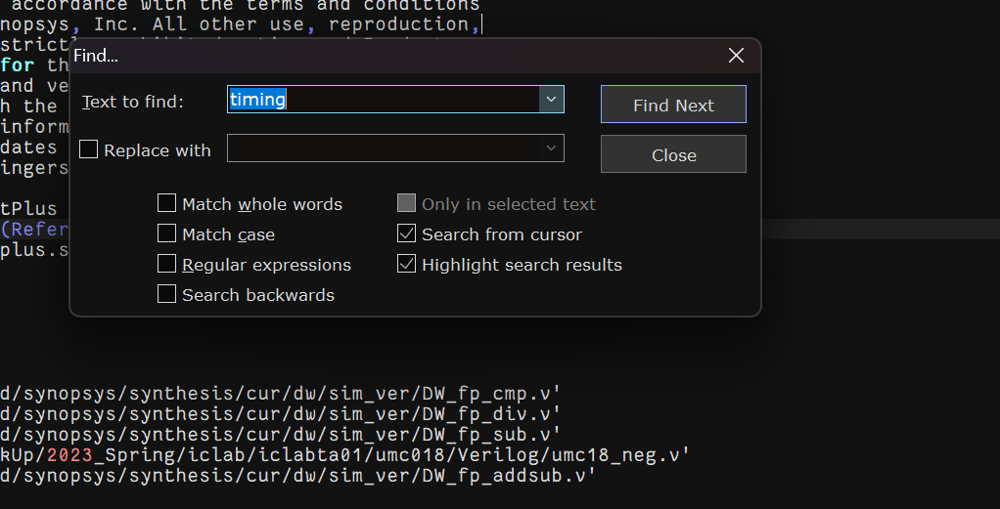 accordance with the terms and conditions
nopsys, Inc. All other use, reproduction,
Find...
for th
and ve
Text to find:
timing
Find Next
h the
inform
Replace with
dates
Close
ingers
Match whole words
Only in selected text
tPlus
Match case
Search from cursor
(Refer
plus.s
Regular expressions
Highlight search results
Search backwards
d/synopsys/synthesis/cur/dw/sim_ver/DW_fp_cmp.v'
d/synopsys/synthesis/cur/dw/sim_ver/DW_fp_div.v'
d/synopsys/synthesis/cur/dw/sim_ver/DW_fp_sub.v'
kUp/2023_Spring/iclab/iclabta01/umc018/Verilog/umc18_neg.v'
d/synopsys/synthesis/cur/dw/sim_ver/DW_fp_addsub.v'